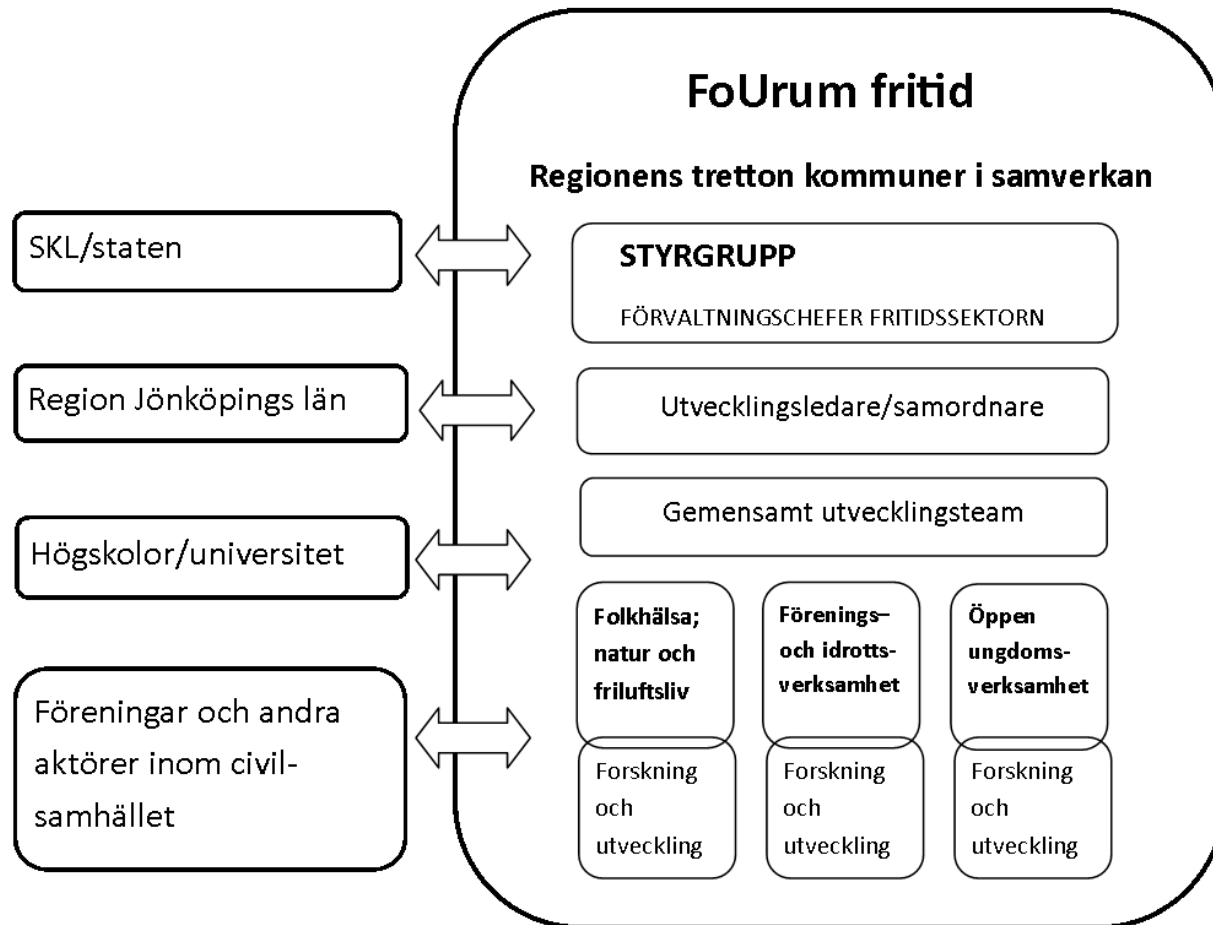 FoUrum fritid
Regionens tretton kommuner i samverkan
SKL/staten
STYRGRUPP
FÖRVALTNINGSCHEFER FRITIDSSEKTORN
Region Jönköpings län
Utvecklingsledare/samordnare
Gemensamt utvecklingsteam
Högskolor/universitet
Folkhälsa;
natur och
friluftsliv
Förenings–
och idrotts-
verksamhet
Öppen
ungdoms-
verksamhet
Föreningar och andra
aktörer inom civil-
samhället
Forskning
och
utveckling
Forskning
och
utveckling
Forskning
och
utveckling